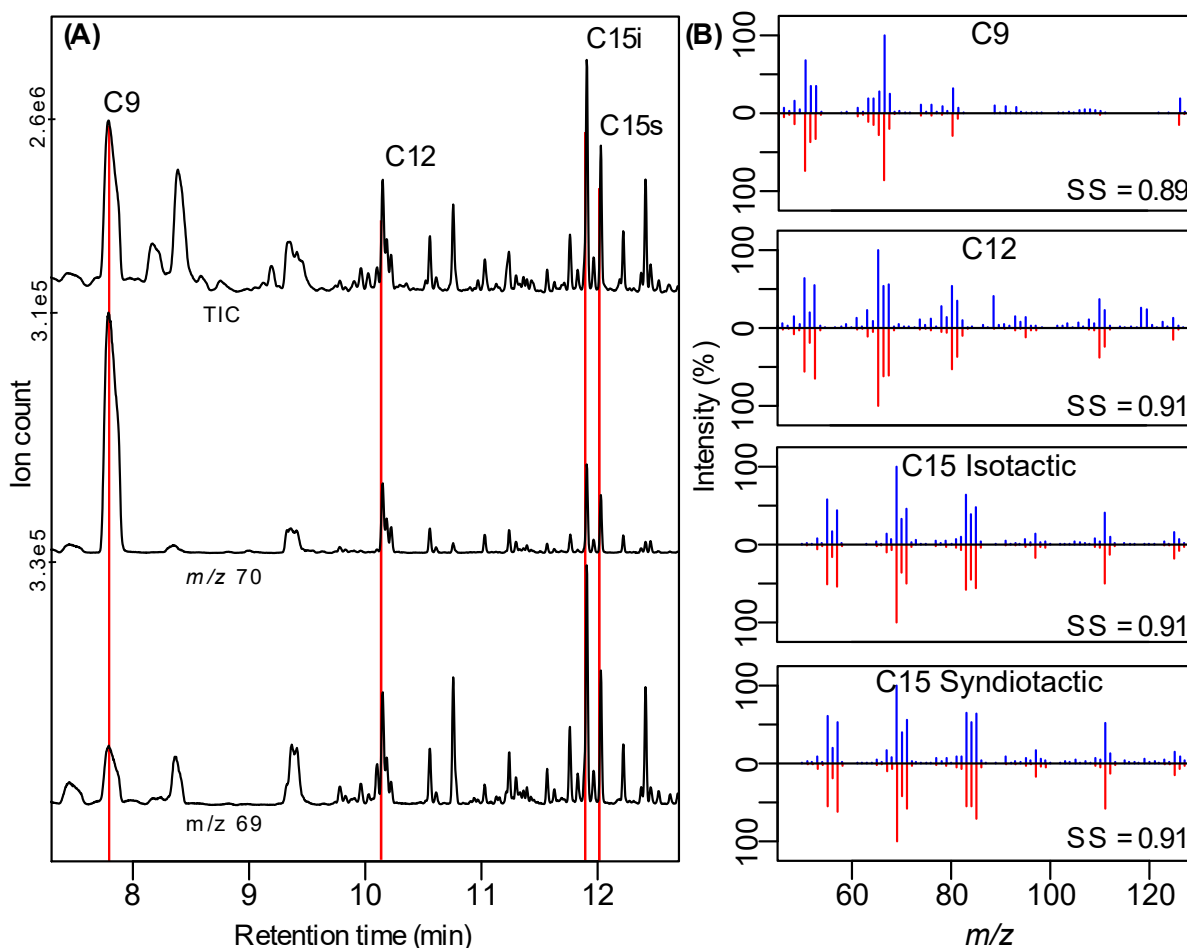 (A)
C9
C12
C15i
C15s
TIC
m/z 70
m/z 69
2.6e6
3.1e5
3.3e5
Ion count
8 9 10 11 12
Retention time (min)
(B)
C9
SS = 0.89
100 0 100
C12
SS = 0.91
100 0 100
C15 Isotactic
SS = 0.91
100 0 100
C15 Syndiotactic
SS = 0.91
100 0 100
Intensity (%)
60 80 100 120
m/z